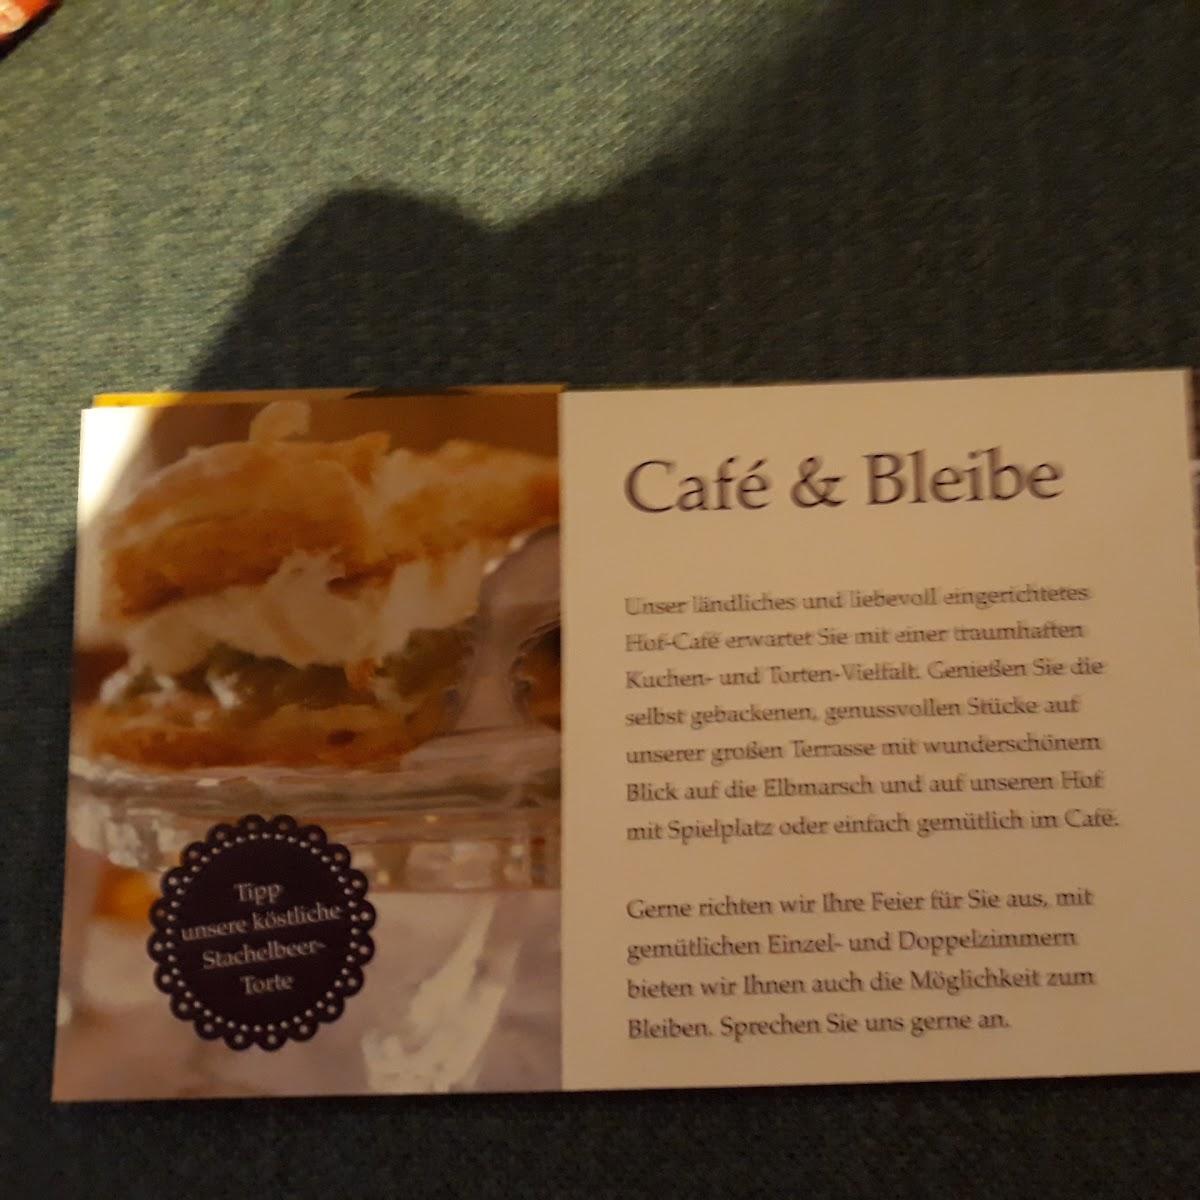 Café & Bleibe
Unser ländliches und liebevoll eingerichtetes
Hof-Café erwartet Sie mit einer traumhaften
Kuchen- und Torten-Vielfalt. Genießen Sie die
selbst gebackenen, genussvollen Stücke auf
unserer großen Terrasse mit wunderschönem
Blick auf die Elbmarsch und auf unseren Hof
mit Spielplatz oder einfach gemütlich im Café.
Gerne richten wir Ihre Feier für Sie aus, mit
gemütlichen Einzel- und Doppelzimmern
bieten wir Ihnen auch die Möglichkeit zum
Bleiben. Sprechen Sie uns gerne an.
Tipp
unsere köstliche
Stachelbeer-
Torte